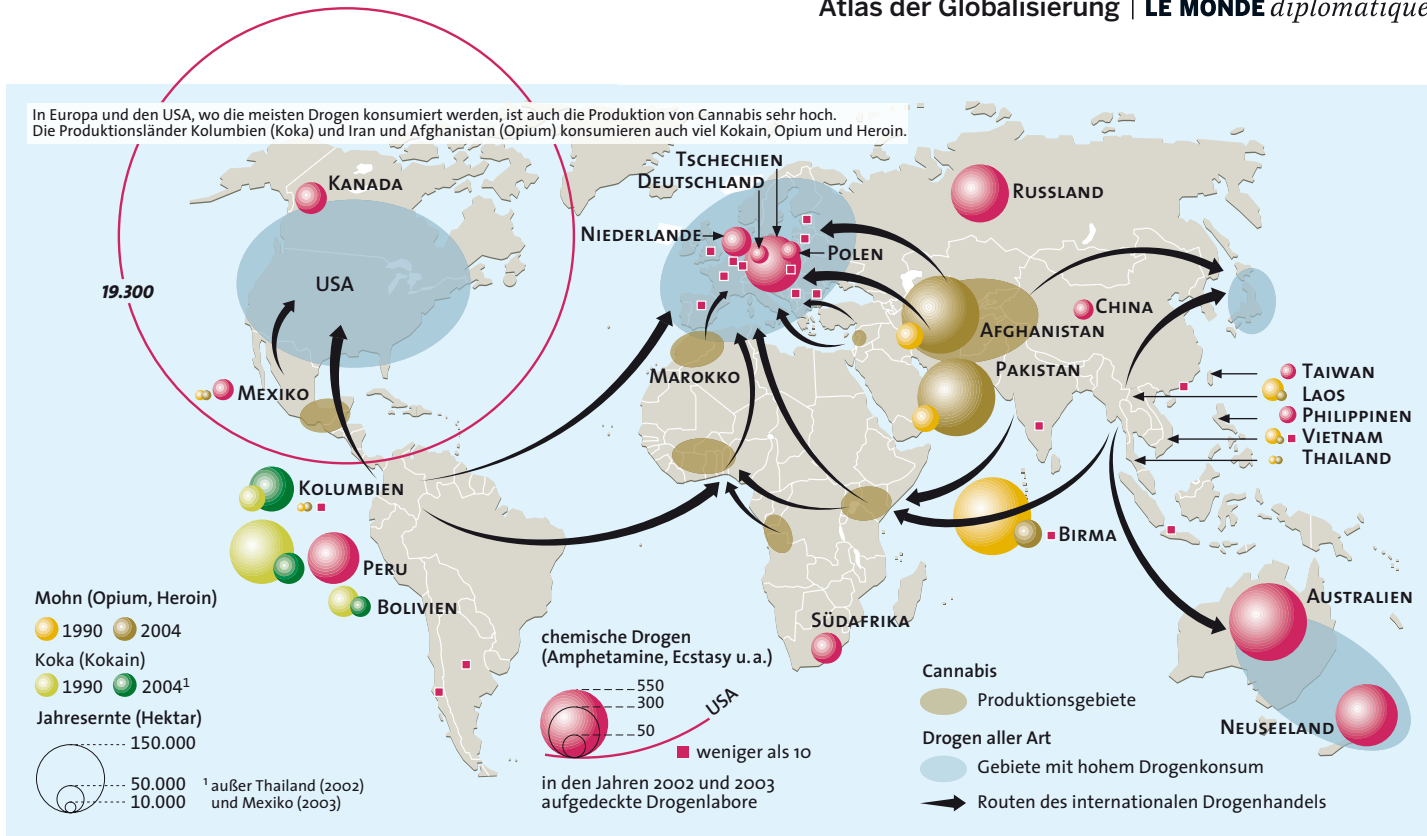 Atlas der Globalisierung | LE MONDE diplomatique
In Europa und den USA, wo die meisten Drogen konsumiert werden, ist auch die Produktion von Cannabis sehr hoch.
Die Produktionsländer Kolumbien (Koka) und Iran und Afghanistan (Opium) konsumieren auch viel Kokain, Opium und Heroin.
TSCHECHIEN
DEUTSCHLAND
KANADA
RUSSLAND
NIEDERLANDE
POLEN
USA
19.300
CHINA
AFGHANISTAN
MAROKKO
PAKISTAN
MEXIKO
TAIWAN
LAOS
PHILIPPINEN
VIETNAM
THAILAND
KOLUMBIEN
BIRMA
PERU
BOLIVIEN
SÜDAFRIKA
AUSTRALIEN
NEUSEELAND
Mohn (Opium, Heroin)
1990 2004
Koka (Kokain)
1990 2004¹
Jahresernte (Hektar)
150.000
50.000
10.000
¹ außer Thailand (2002)
und Mexiko (2003)
chemische Drogen
(Amphetamine, Ecstasy u. a.)
550
300
50
USA
weniger als 10
in den Jahren 2002 und 2003
aufgedeckte Drogenlabore
Cannabis
Produktionsgebiete
Drogen aller Art
Gebiete mit hohem Drogenkonsum
Routen des internationalen Drogenhandels